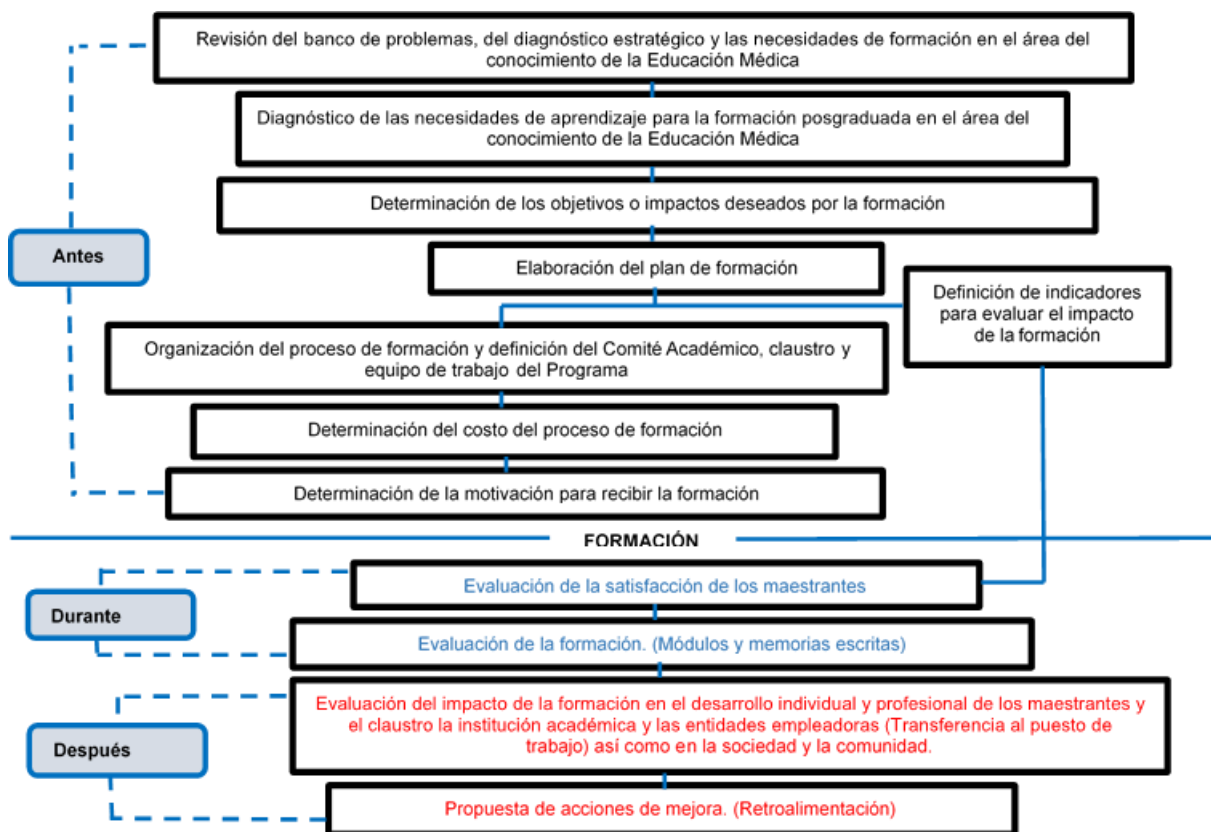 Revisión del banco de problemas, del diagnóstico estratégico y las necesidades de formación en el área del
conocimiento de la Educación Médica
Diagnóstico de las necesidades de aprendizaje para la formación posgraduada en el área del
conocimiento de la Educación Médica
Determinación de los objetivos o impactos deseados por la formación
Antes
Elaboración del plan de formación
Definición de indicadores
para evaluar el impacto
de la formación
Organización del proceso de formación y definición del Comité Académico, claustro y
equipo de trabajo del Programa
Determinación del costo del proceso de formación
Determinación de la motivación para recibir la formación
FORMACIÓN
Evaluación de la satisfacción de los maestrantes
Durante
Evaluación de la formación. (Módulos y memorias escritas)
Evaluación del impacto de la formación en el desarrollo individual y profesional de los maestrantes y
el claustro la institución académica y las entidades empleadoras (Transferencia al puesto de
trabajo) así como en la sociedad y la comunidad.
Después
Propuesta de acciones de mejora. (Retroalimentación)